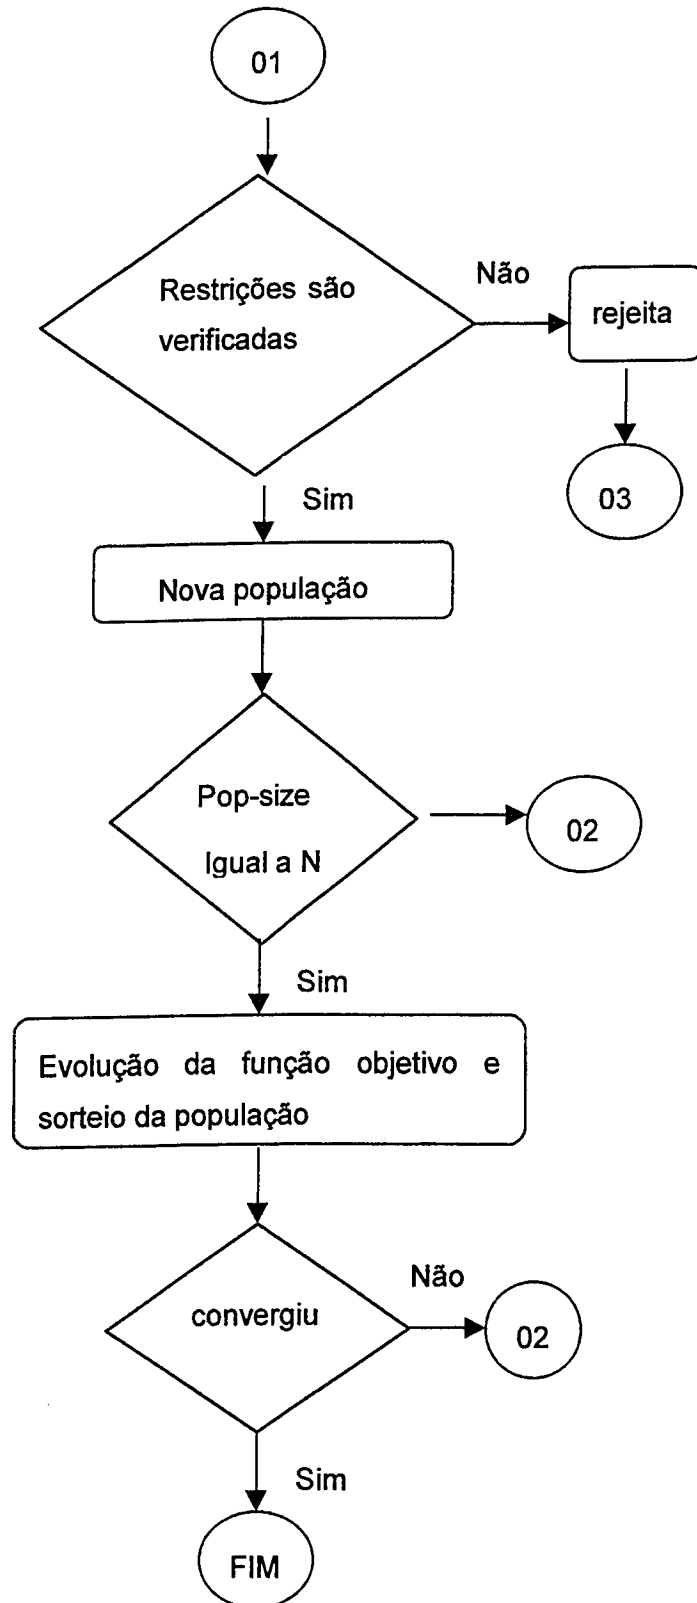 01
Restrições são
verificadas
Não
rejeita
03
Sim
Nova população
Pop-size
Igual a N
02
Sim
Evolução da função objetivo e
sorteio da população
convergiu
Não
02
Sim
FIM